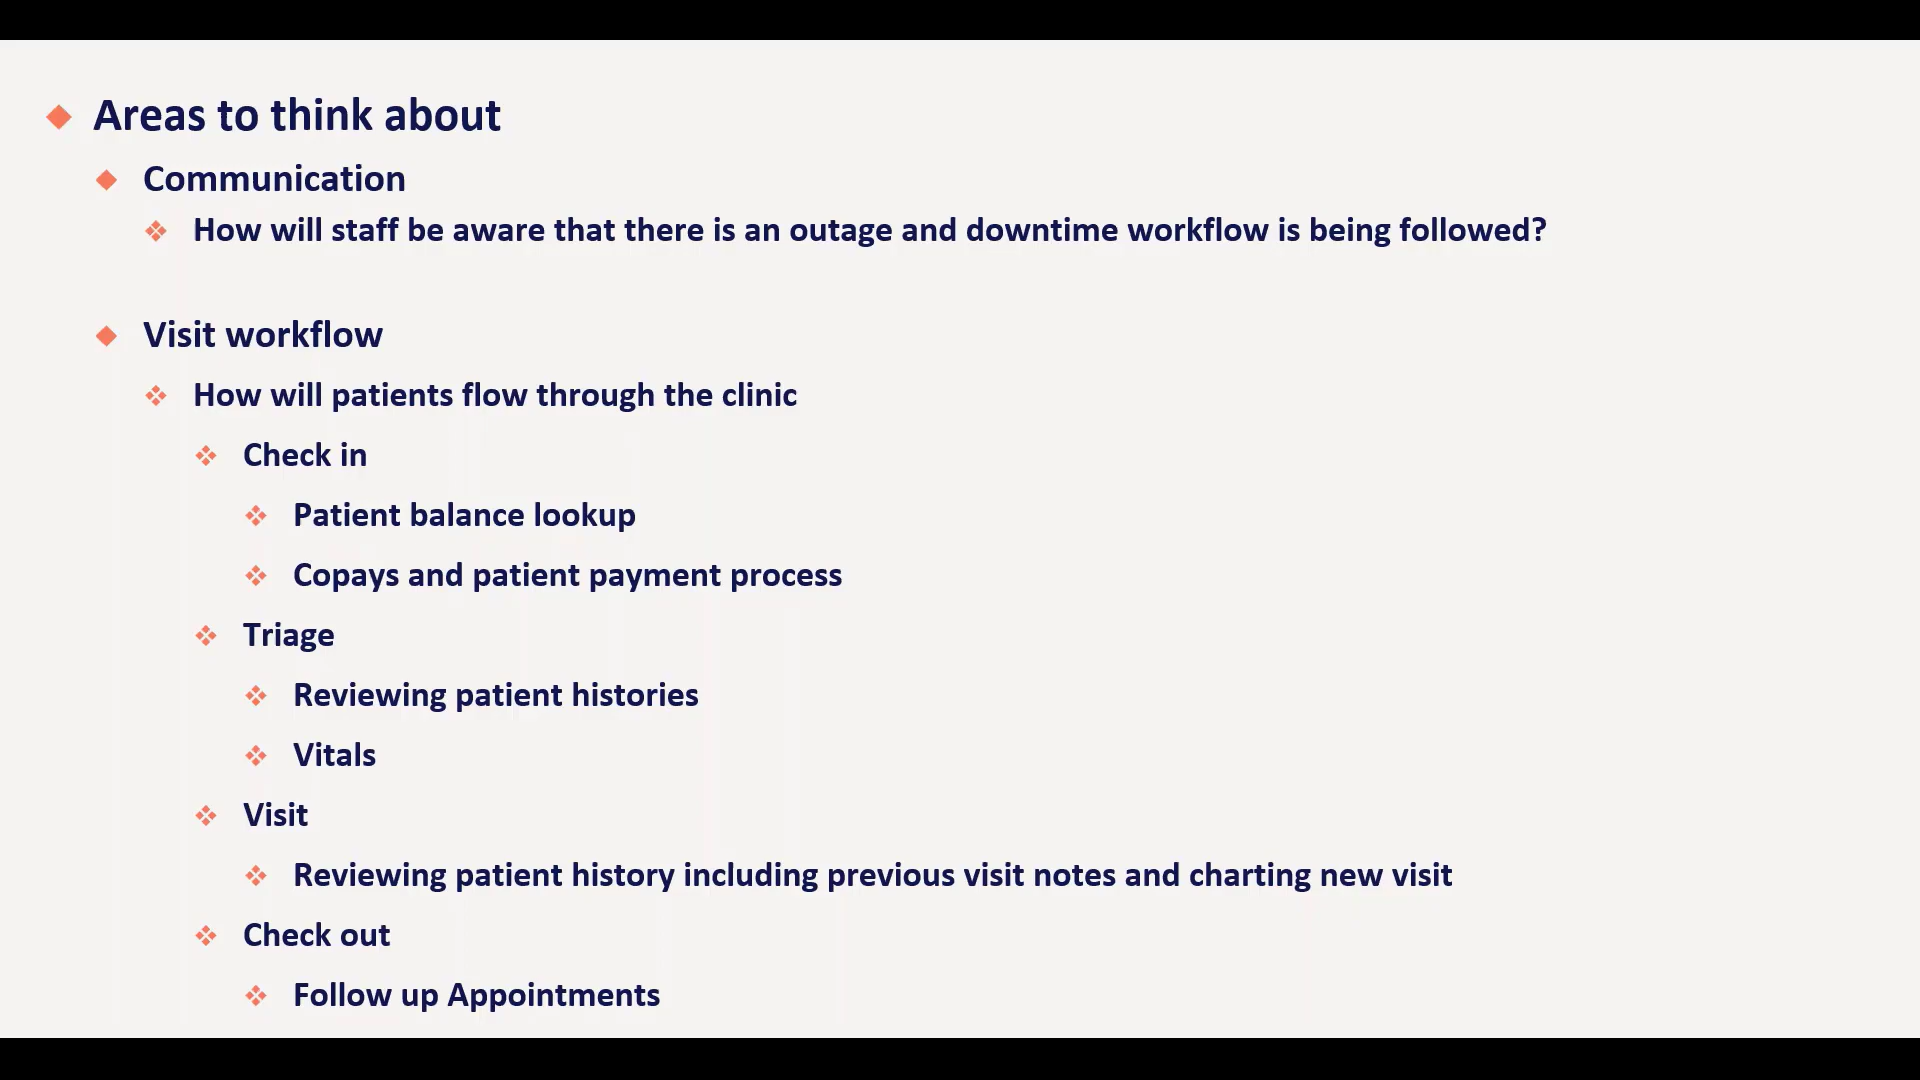 Areas to think about
Communication
How will staff be aware that there is an outage and downtime workflow is being followed?
Visit workflow
How will patients flow through the clinic
Check in
Patient balance lookup
Copays and patient payment process
Triage
Reviewing patient histories
Vitals
Visit
Reviewing patient history including previous visit notes and charting new visit
Check out
Follow up Appointments